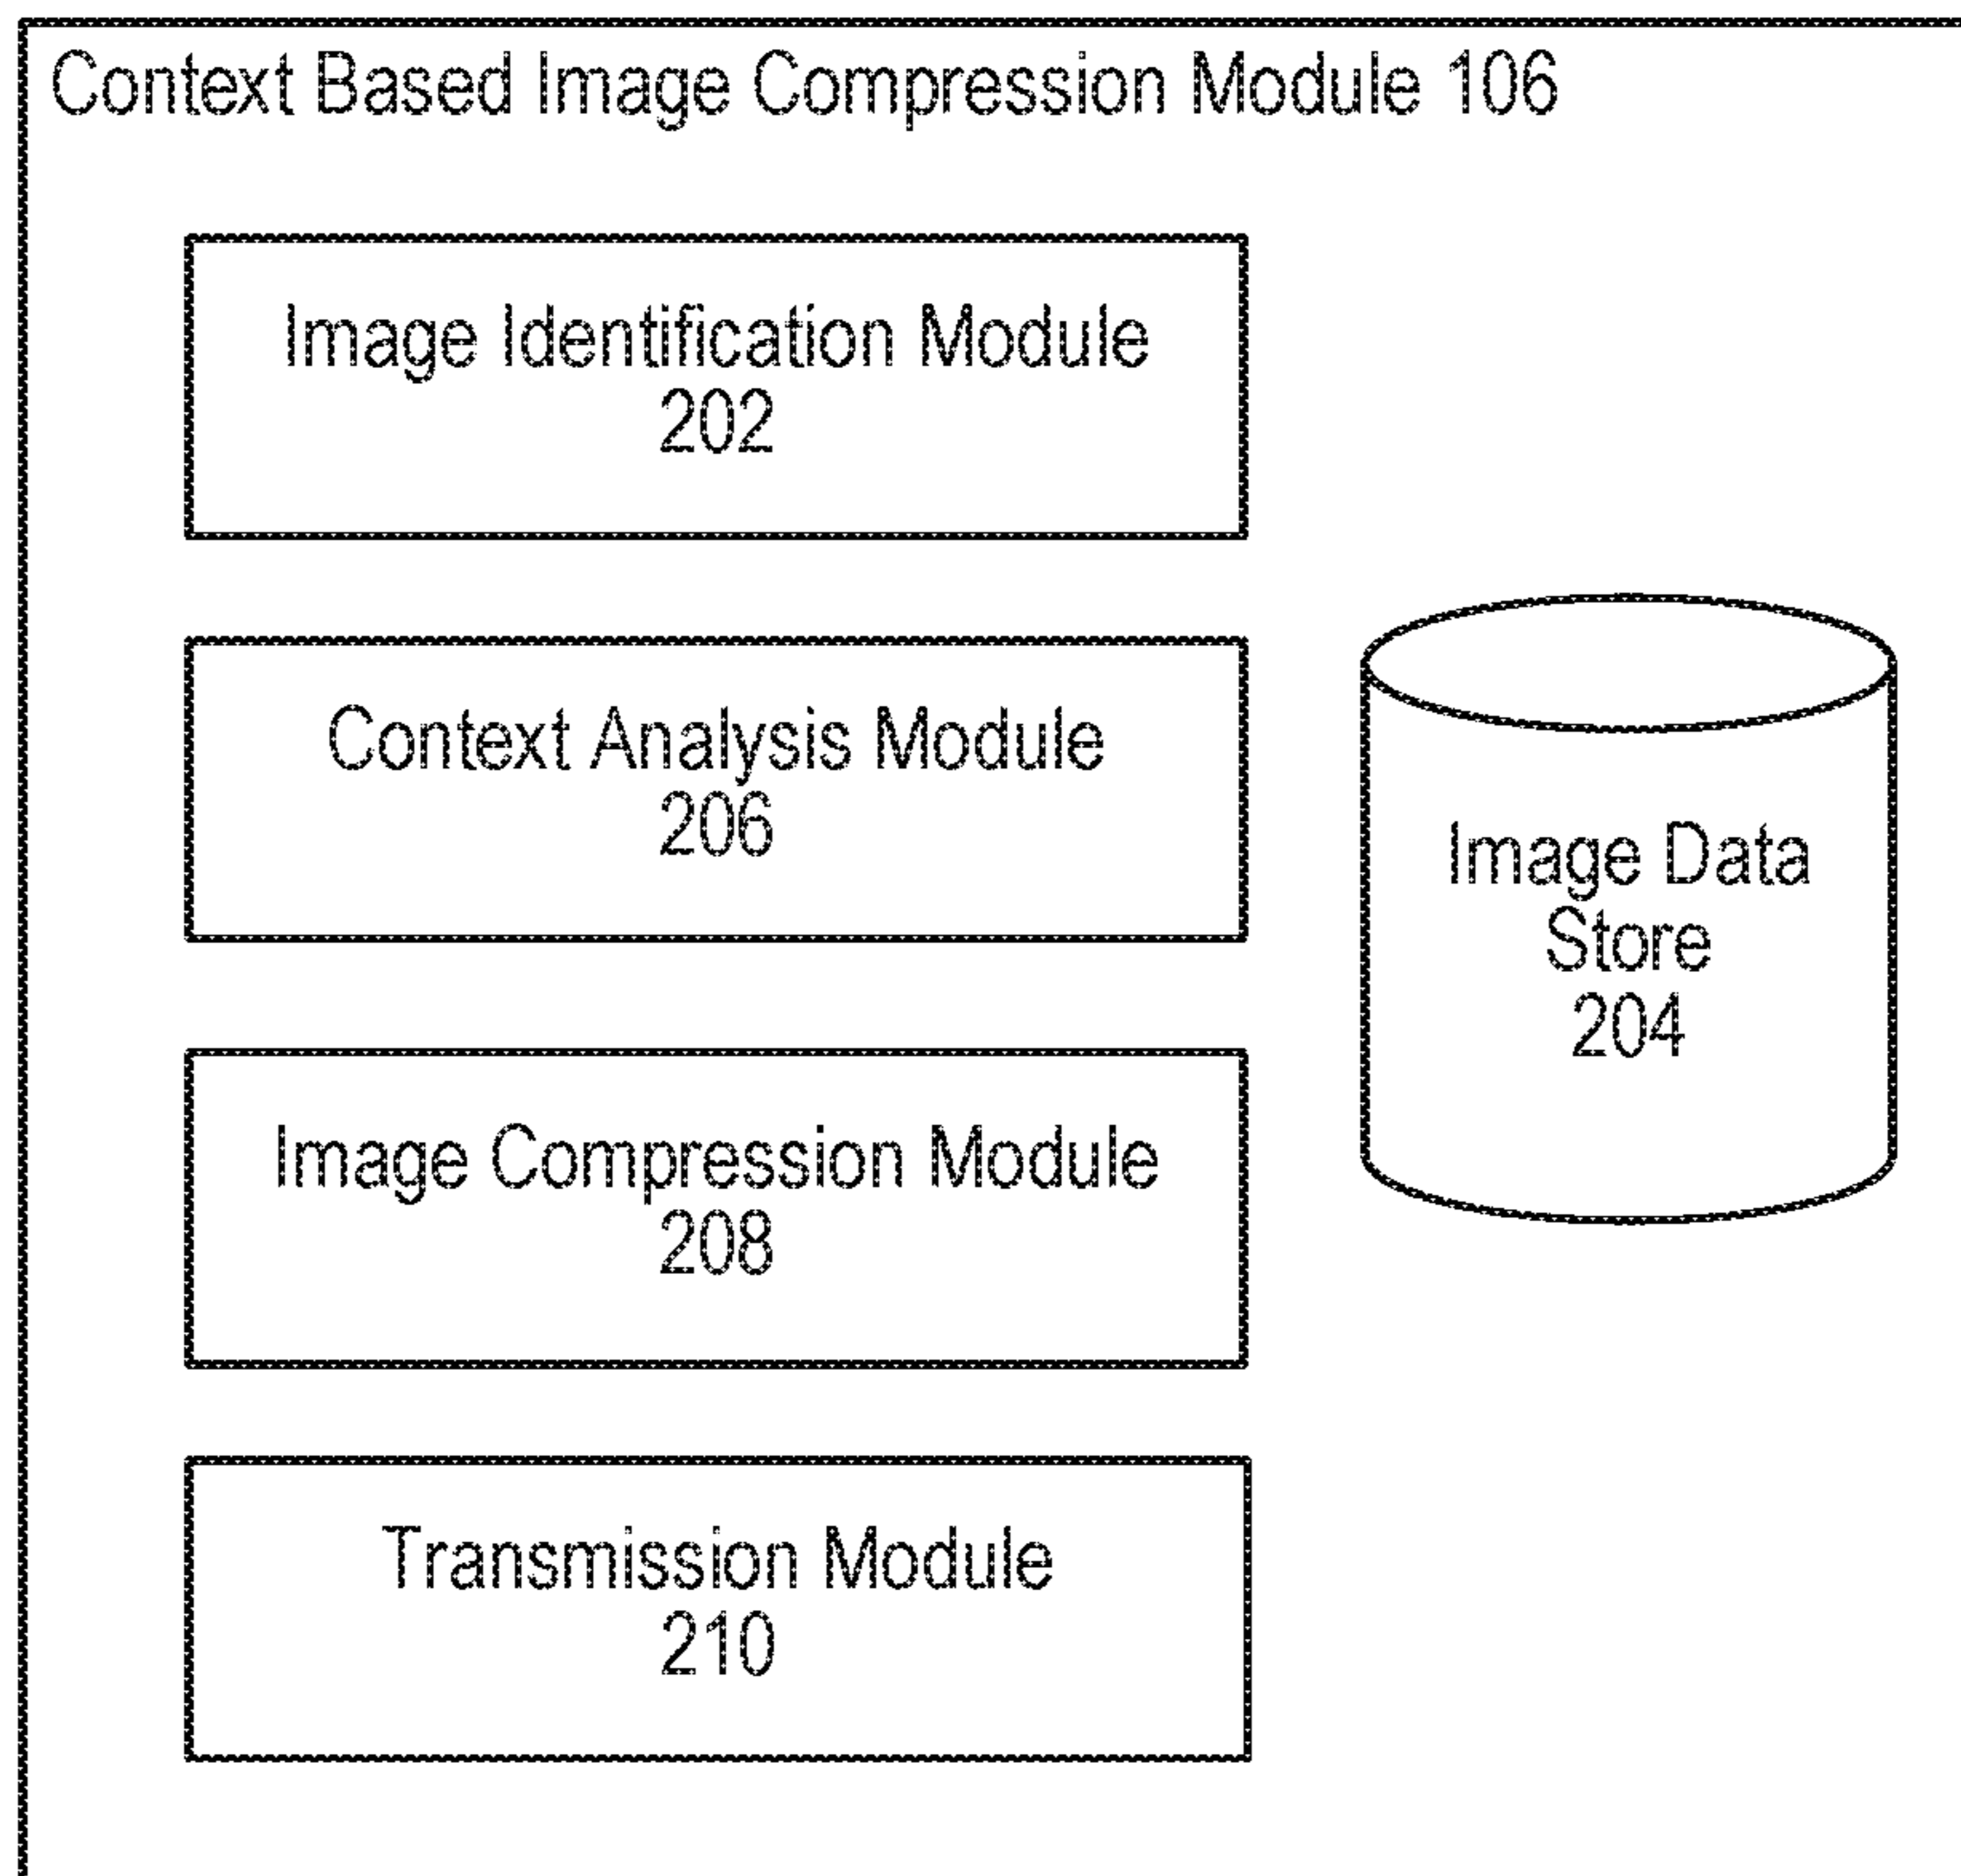 Context Based Image Compression Module 106
Image Identification Module
202
Context Analysis Module
206
Image Data
Store
204
Image Compression Module
208
Transmission Module
210